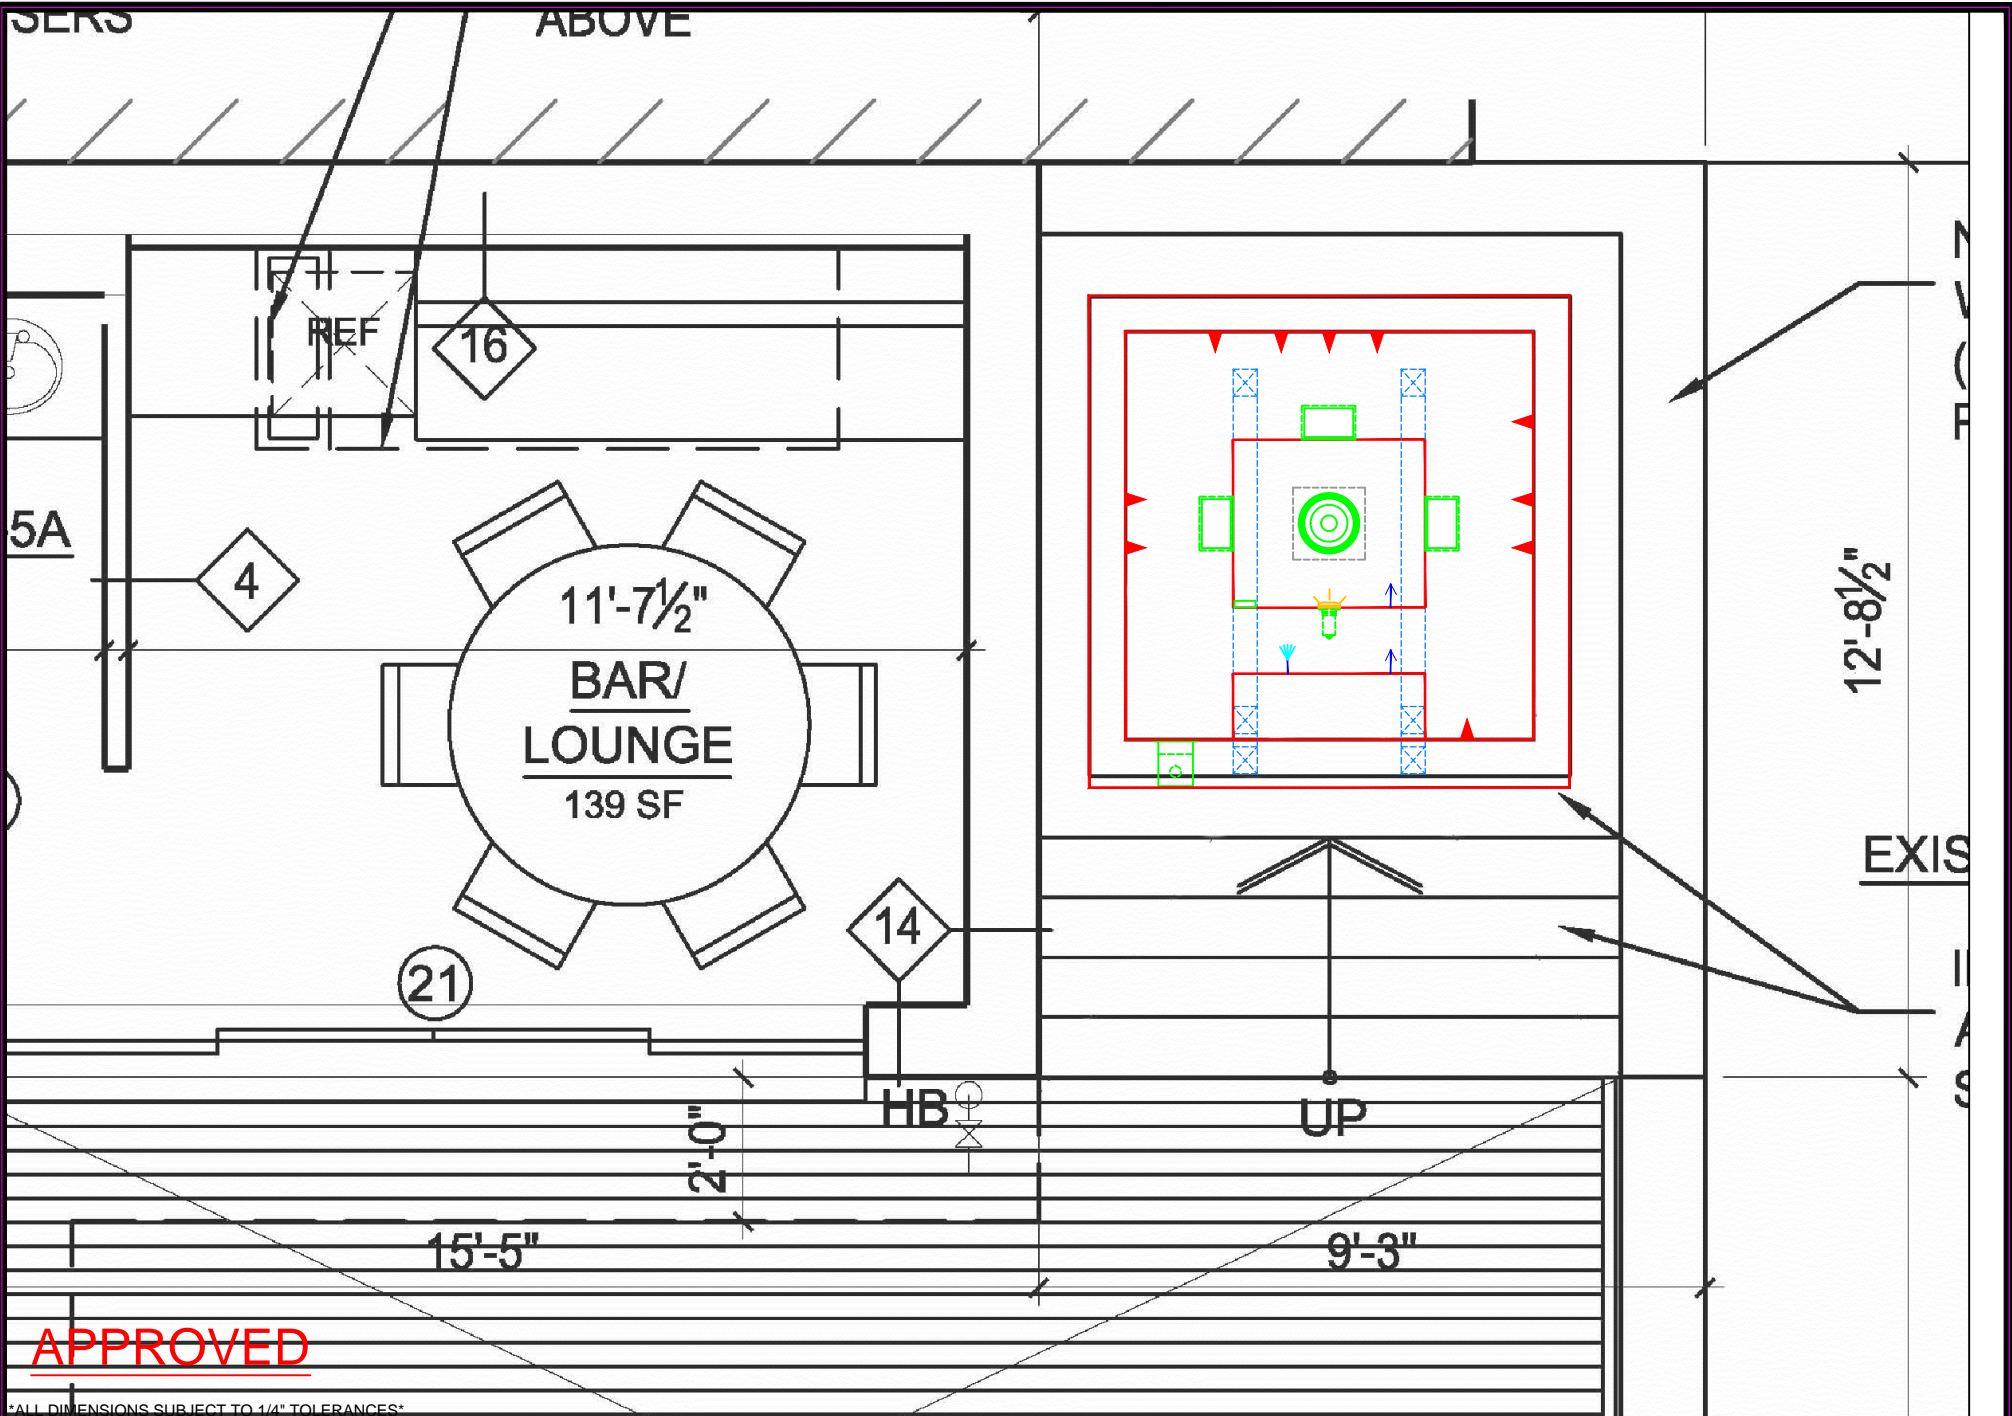 SERS
ABOVE
REF
16
5A
4
11'-7½"
BAR/
LOUNGE
139 SF
12'-8½"
EXIS
14
21
HB
UP
2'-0"
15'-5"
9'-3"
APPROVED
*ALL DIMENSIONS SUBJECT TO 1/4" TOLERANCES*